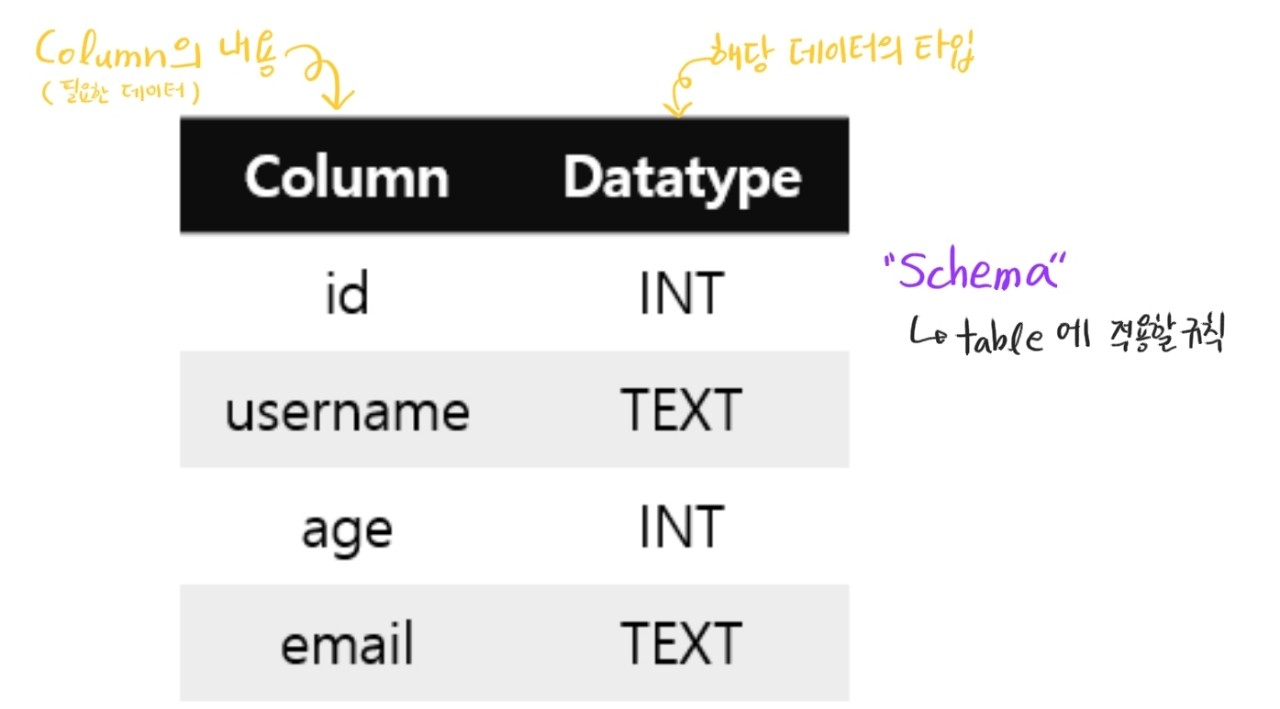 Column의 내용
(필요한 데이터)
해당 데이터의 타입
Column Datatype
id INT
"Schema"
↳ table에 적용할 규칙
username TEXT
age INT
email TEXT